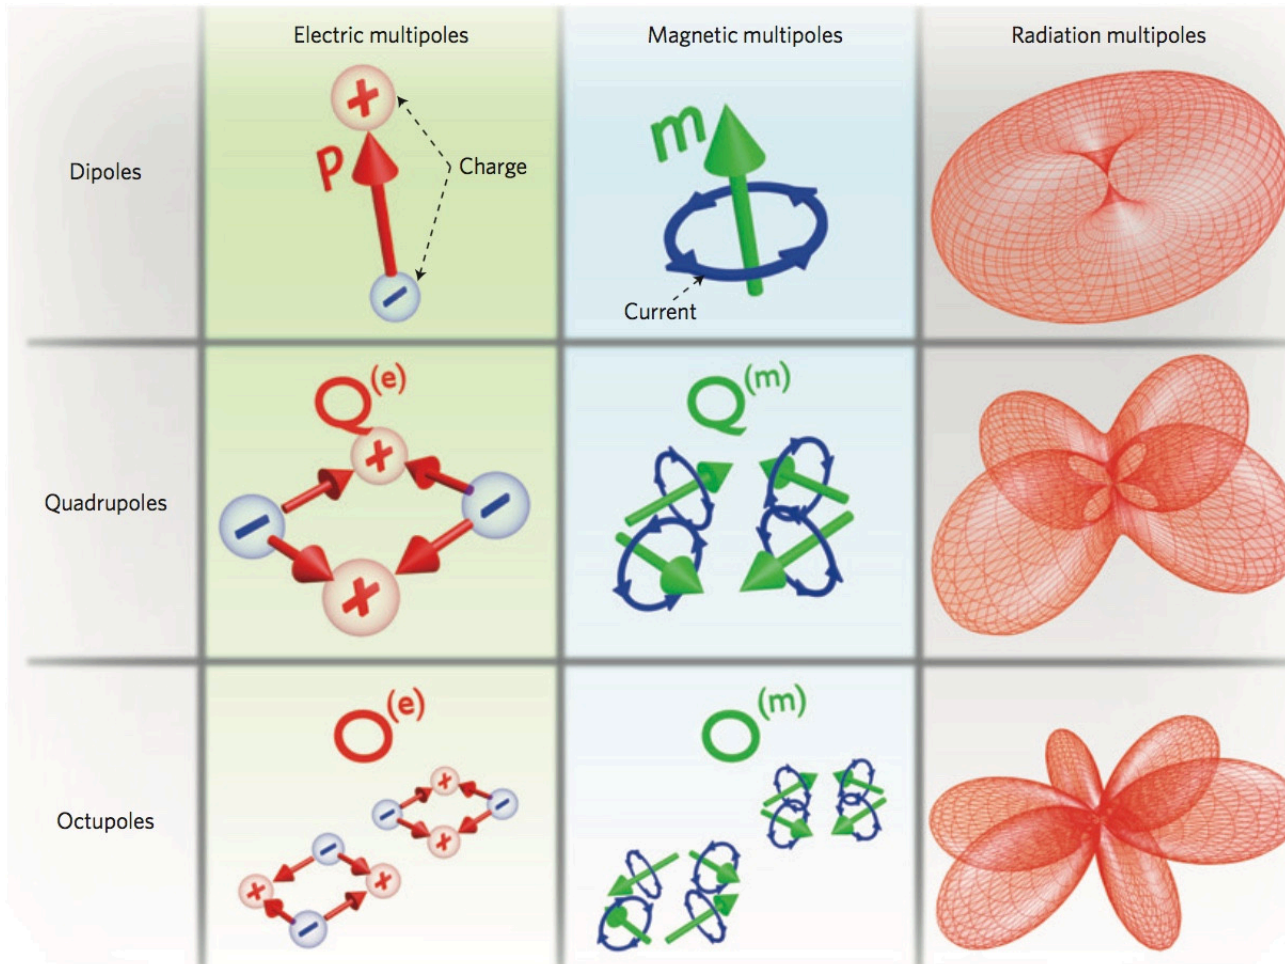 Electric multipoles
Magnetic multipoles
Radiation multipoles
Dipoles
+
p
Charge
−
m
Current
Quadrupoles
Q(e)
+
−
−
+
Q(m)
Octupoles
O(e)
+
−
−
+
−
+
+
−
O(m)